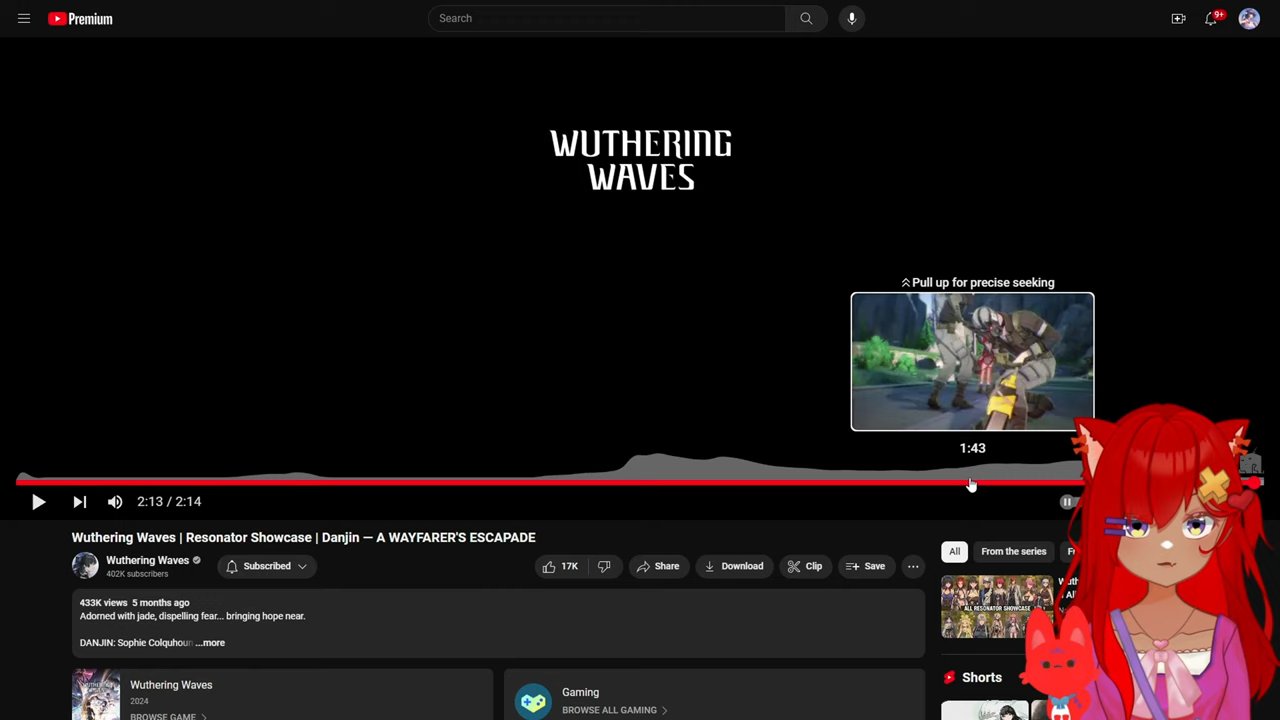 Premium
Search
9+
WUTHERING
WAVES
Pull up for precise seeking
1:43
2:13 / 2:14
Wuthering Waves | Resonator Showcase | Danjin — A WAYFARER'S ESCAPADE
Wuthering Waves
402K subscribers
Subscribed
17K
Share
Download
Clip
Save
433K views 5 months ago
Adorned with jade, dispelling fear... bringing hope near.
DANJIN: Sophie Colquhoun
...more
Wuthering Waves
2024
BROWSE GAME
Gaming
BROWSE ALL GAMING
All
From the series
ALL RESONATOR SHOWCASE
Shorts